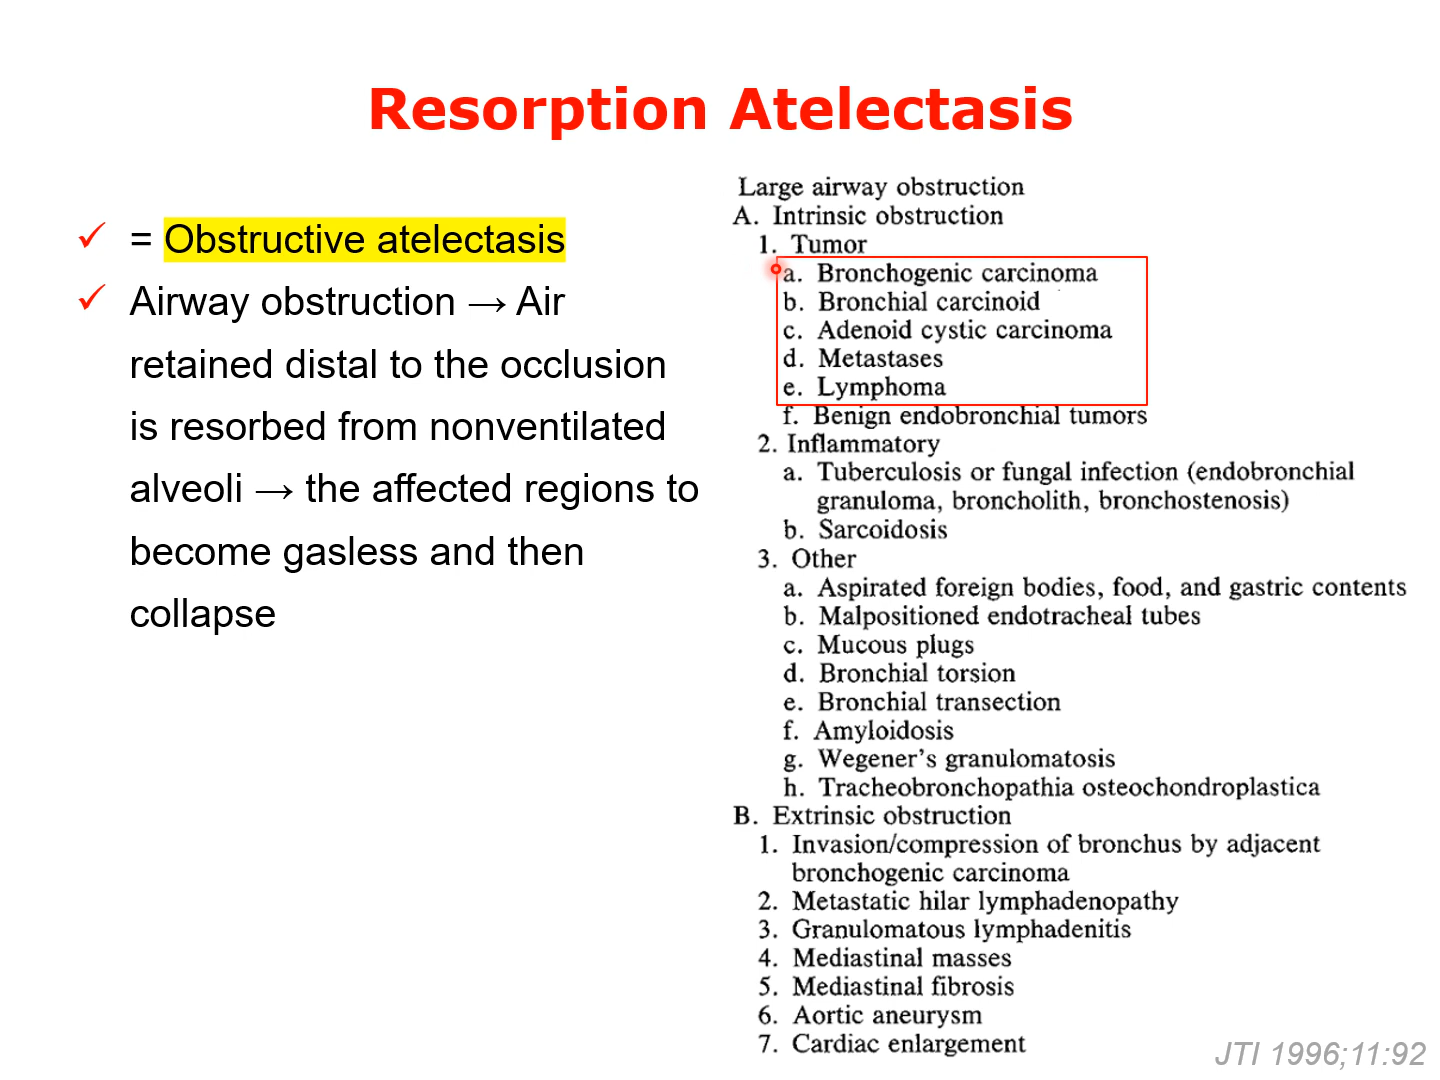 Resorption Atelectasis
✓ = Obstructive atelectasis
✓ Airway obstruction → Air
retained distal to the occlusion
is resorbed from nonventilated
alveoli → the affected regions to
become gasless and then
collapse
Large airway obstruction
A. Intrinsic obstruction
1. Tumor
a. Bronchogenic carcinoma
b. Bronchial carcinoid
c. Adenoid cystic carcinoma
d. Metastases
e. Lymphoma
f. Benign endobronchial tumors
2. Inflammatory
a. Tuberculosis or fungal infection (endobronchial
granuloma, broncholith, bronchostenosis)
b. Sarcoidosis
3. Other
a. Aspirated foreign bodies, food, and gastric contents
b. Malpositioned endotracheal tubes
c. Mucous plugs
d. Bronchial torsion
e. Bronchial transection
f. Amyloidosis
g. Wegener's granulomatosis
h. Tracheobronchopathia osteochondroplastica
B. Extrinsic obstruction
1. Invasion/compression of bronchus by adjacent
bronchogenic carcinoma
2. Metastatic hilar lymphadenopathy
3. Granulomatous lymphadenitis
4. Mediastinal masses
5. Mediastinal fibrosis
6. Aortic aneurysm
7. Cardiac enlargement
JTI 1996;11:92